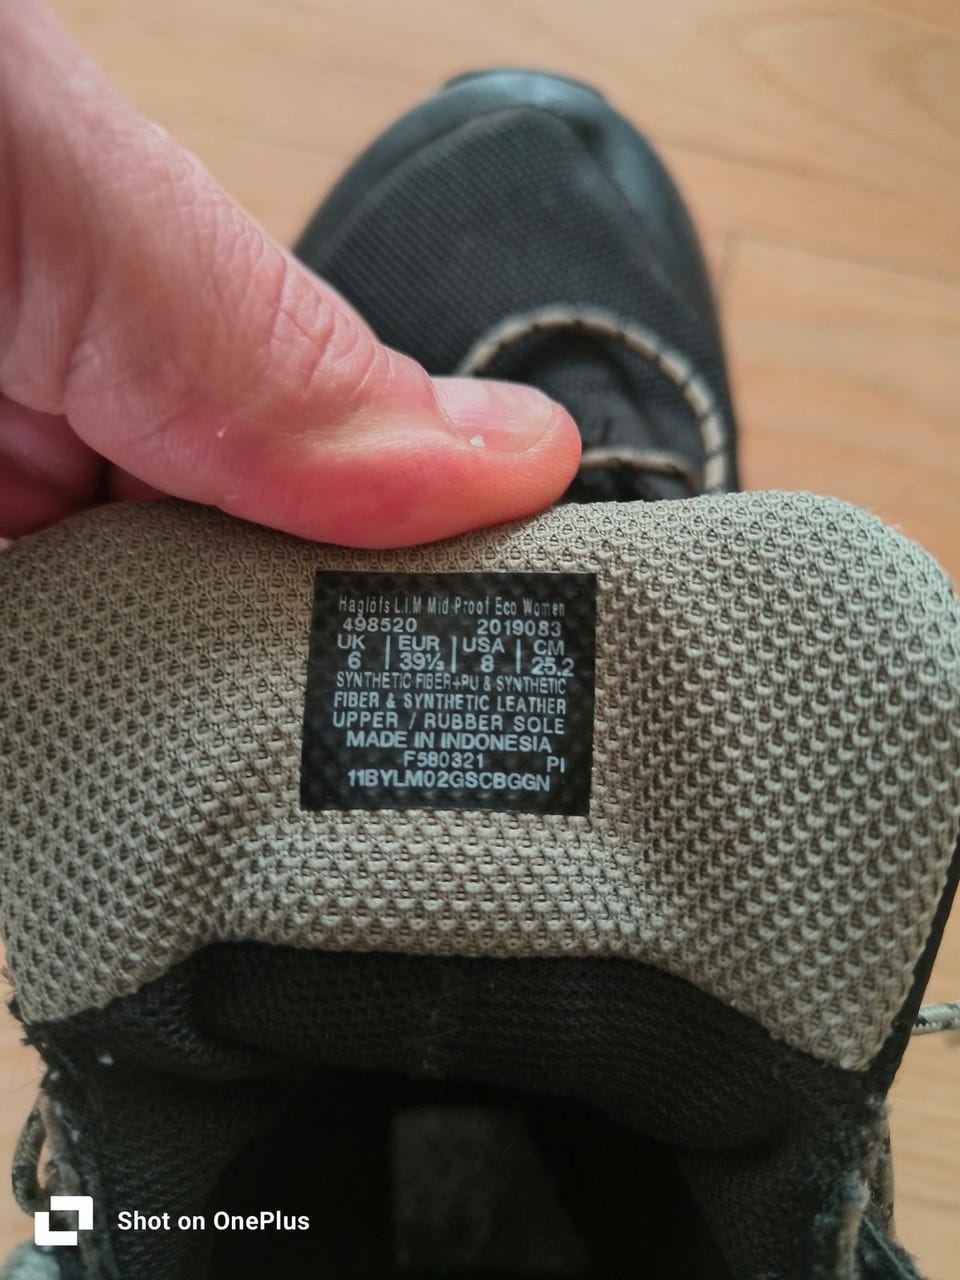 Haglöfs L.I.M Mid Proof Eco Women
498520 2019083
UK | EUR | USA | CM
6 | 39⅓ | 8 | 25.2
SYNTHETIC FIBER+PU & SYNTHETIC
FIBER & SYNTHETIC LEATHER
UPPER / RUBBER SOLE
MADE IN INDONESIA
F580321 PI
11BYLM02GSCBGGN
Shot on OnePlus